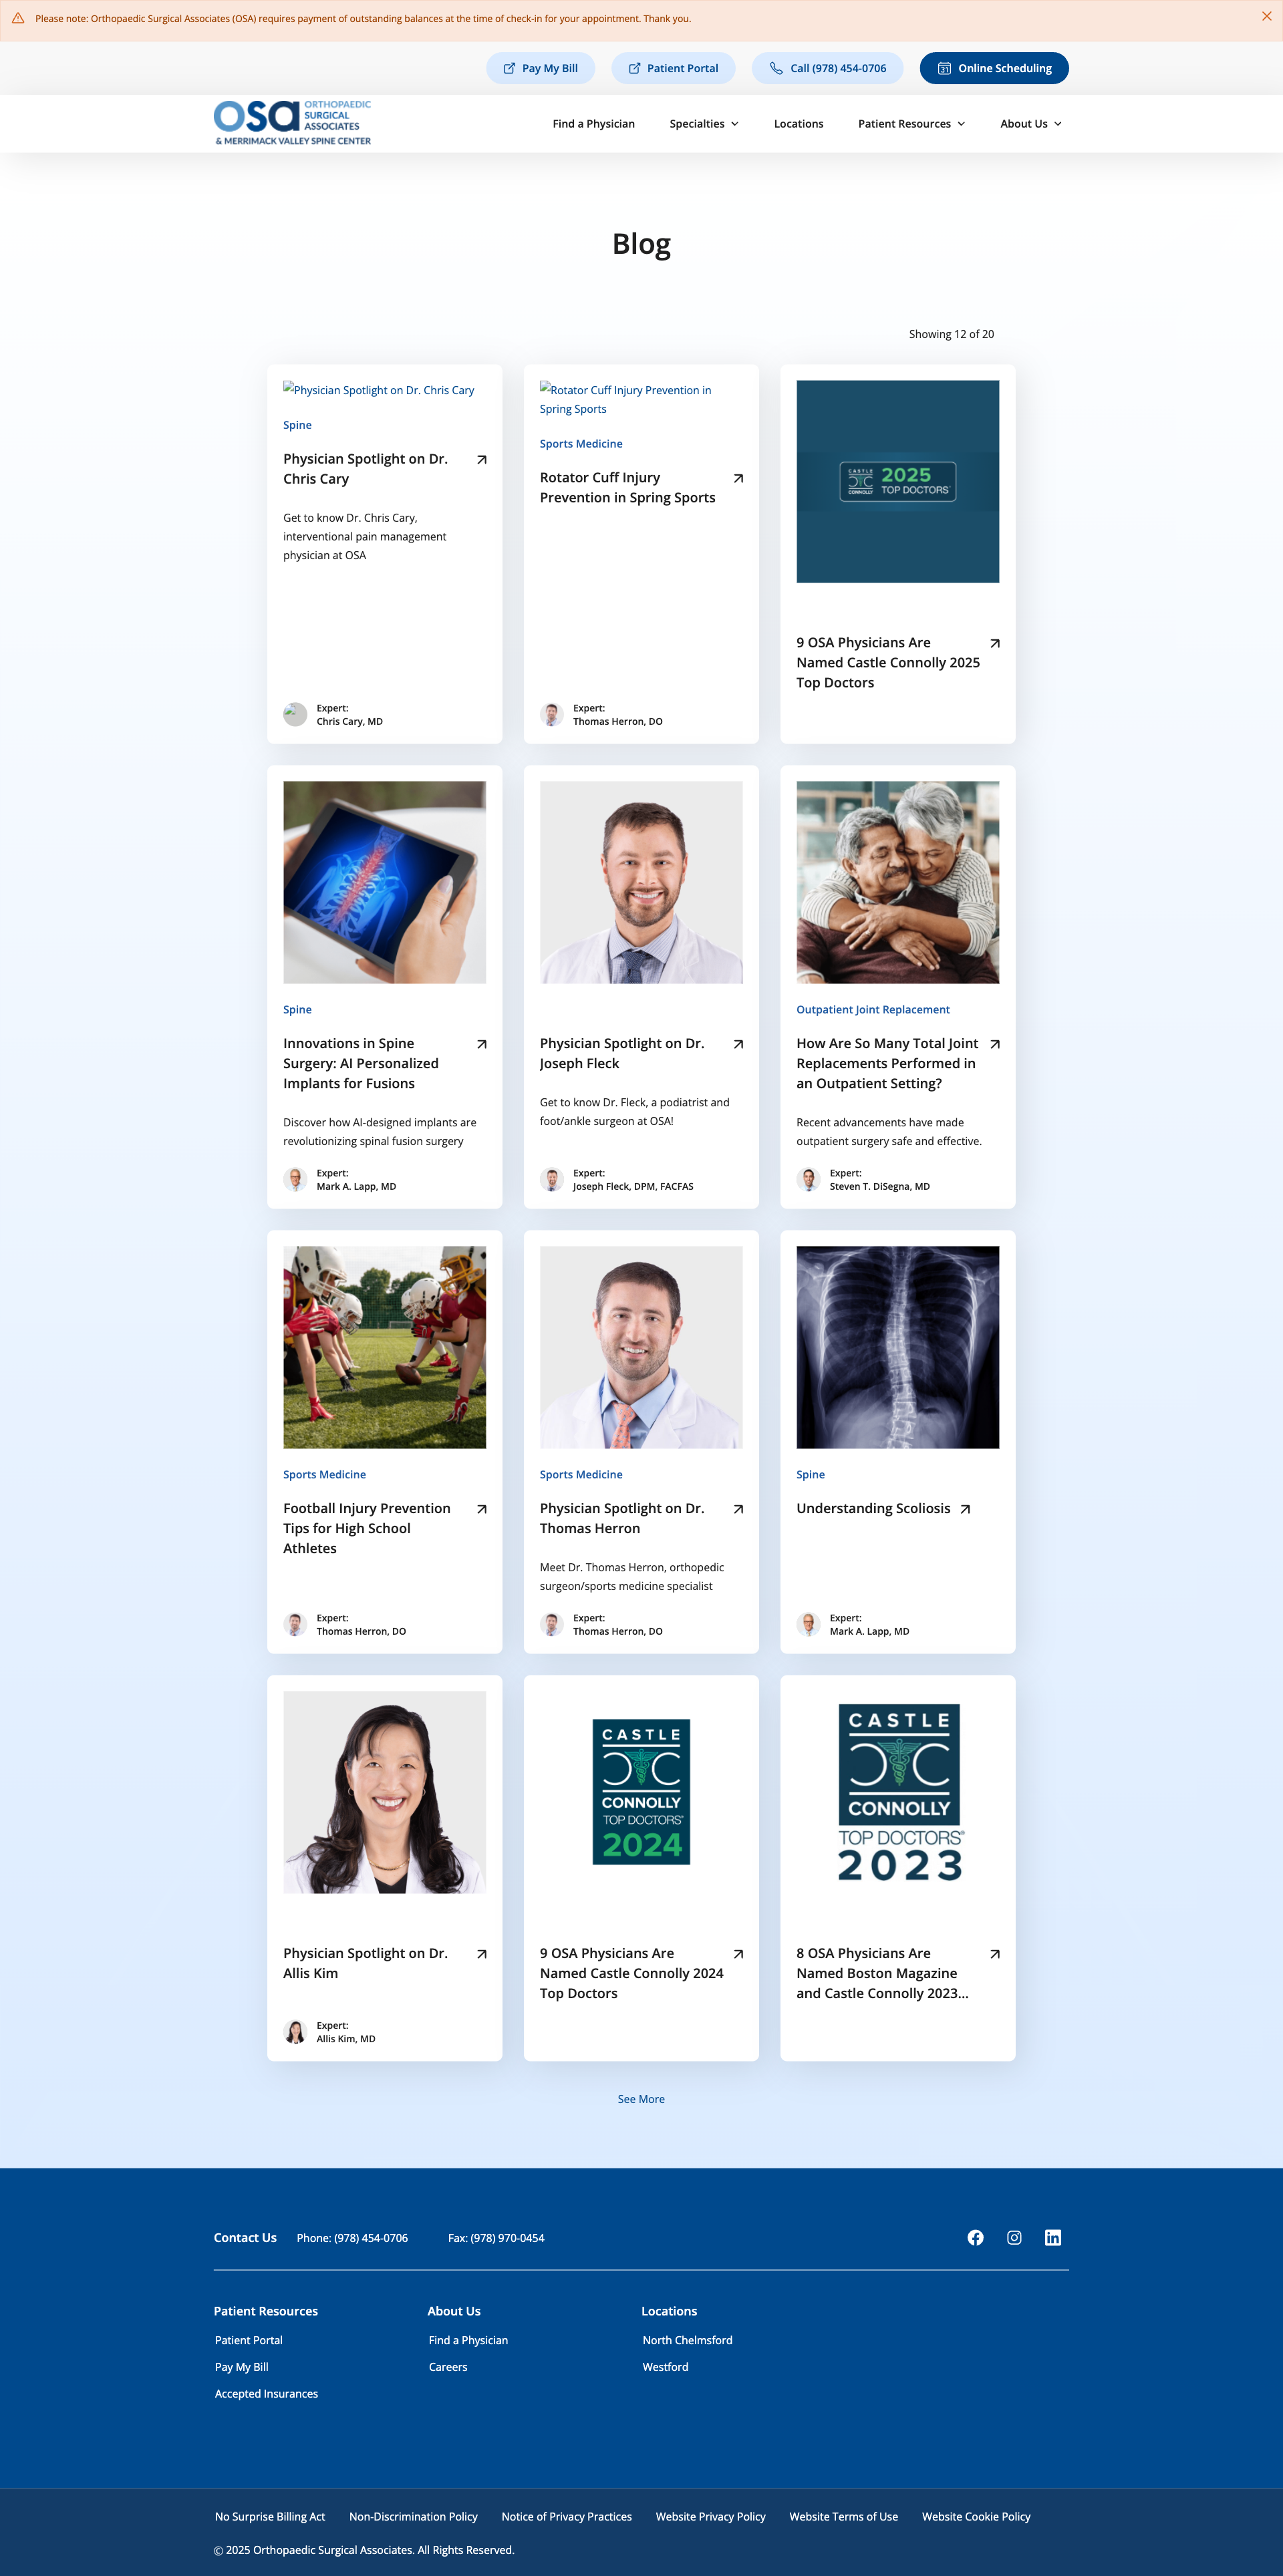 Please note: Orthopaedic Surgical Associates (OSA) requires payment of outstanding balances at the time of check-in for your appointment. Thank you.
Pay My Bill
Patient Portal
Call (978) 454-0706
Online Scheduling
osa ORTHOPAEDIC
SURGICAL
ASSOCIATES
& MERRIMACK VALLEY SPINE CENTER
Find a Physician
Specialties
Locations
Patient Resources
About Us
Blog
Showing 12 of 20
Physician Spotlight on Dr. Chris Cary
Spine
Physician Spotlight on Dr.
Chris Cary
Get to know Dr. Chris Cary,
interventional pain management
physician at OSA
Expert:
Chris Cary, MD
Rotator Cuff Injury Prevention in
Spring Sports
Sports Medicine
Rotator Cuff Injury
Prevention in Spring Sports
Expert:
Thomas Herron, DO
CASTLE
CONNOLLY
2025
TOP DOCTORS
9 OSA Physicians Are
Named Castle Connolly 2025
Top Doctors
Spine
Innovations in Spine
Surgery: AI Personalized
Implants for Fusions
Discover how AI-designed implants are
revolutionizing spinal fusion surgery
Expert:
Mark A. Lapp, MD
Physician Spotlight on Dr.
Joseph Fleck
Get to know Dr. Fleck, a podiatrist and
foot/ankle surgeon at OSA!
Expert:
Joseph Fleck, DPM, FACFAS
Outpatient Joint Replacement
How Are So Many Total Joint
Replacements Performed in
an Outpatient Setting?
Recent advancements have made
outpatient surgery safe and effective.
Expert:
Steven T. DiSegna, MD
Sports Medicine
Football Injury Prevention
Tips for High School
Athletes
Expert:
Thomas Herron, DO
Sports Medicine
Physician Spotlight on Dr.
Thomas Herron
Meet Dr. Thomas Herron, orthopedic
surgeon/sports medicine specialist
Expert:
Thomas Herron, DO
Spine
Understanding Scoliosis
Expert:
Mark A. Lapp, MD
Physician Spotlight on Dr.
Allis Kim
Expert:
Allis Kim, MD
CASTLE
CONNOLLY
TOP DOCTORS®
2024
9 OSA Physicians Are
Named Castle Connolly 2024
Top Doctors
CASTLE
CONNOLLY
TOP DOCTORS®
2023
8 OSA Physicians Are
Named Boston Magazine
and Castle Connolly 2023...
See More
Contact Us
Phone: (978) 454-0706
Fax: (978) 970-0454
Patient Resources
Patient Portal
Pay My Bill
Accepted Insurances
About Us
Find a Physician
Careers
Locations
North Chelmsford
Westford
No Surprise Billing Act
Non-Discrimination Policy
Notice of Privacy Practices
Website Privacy Policy
Website Terms of Use
Website Cookie Policy
© 2025 Orthopaedic Surgical Associates. All Rights Reserved.